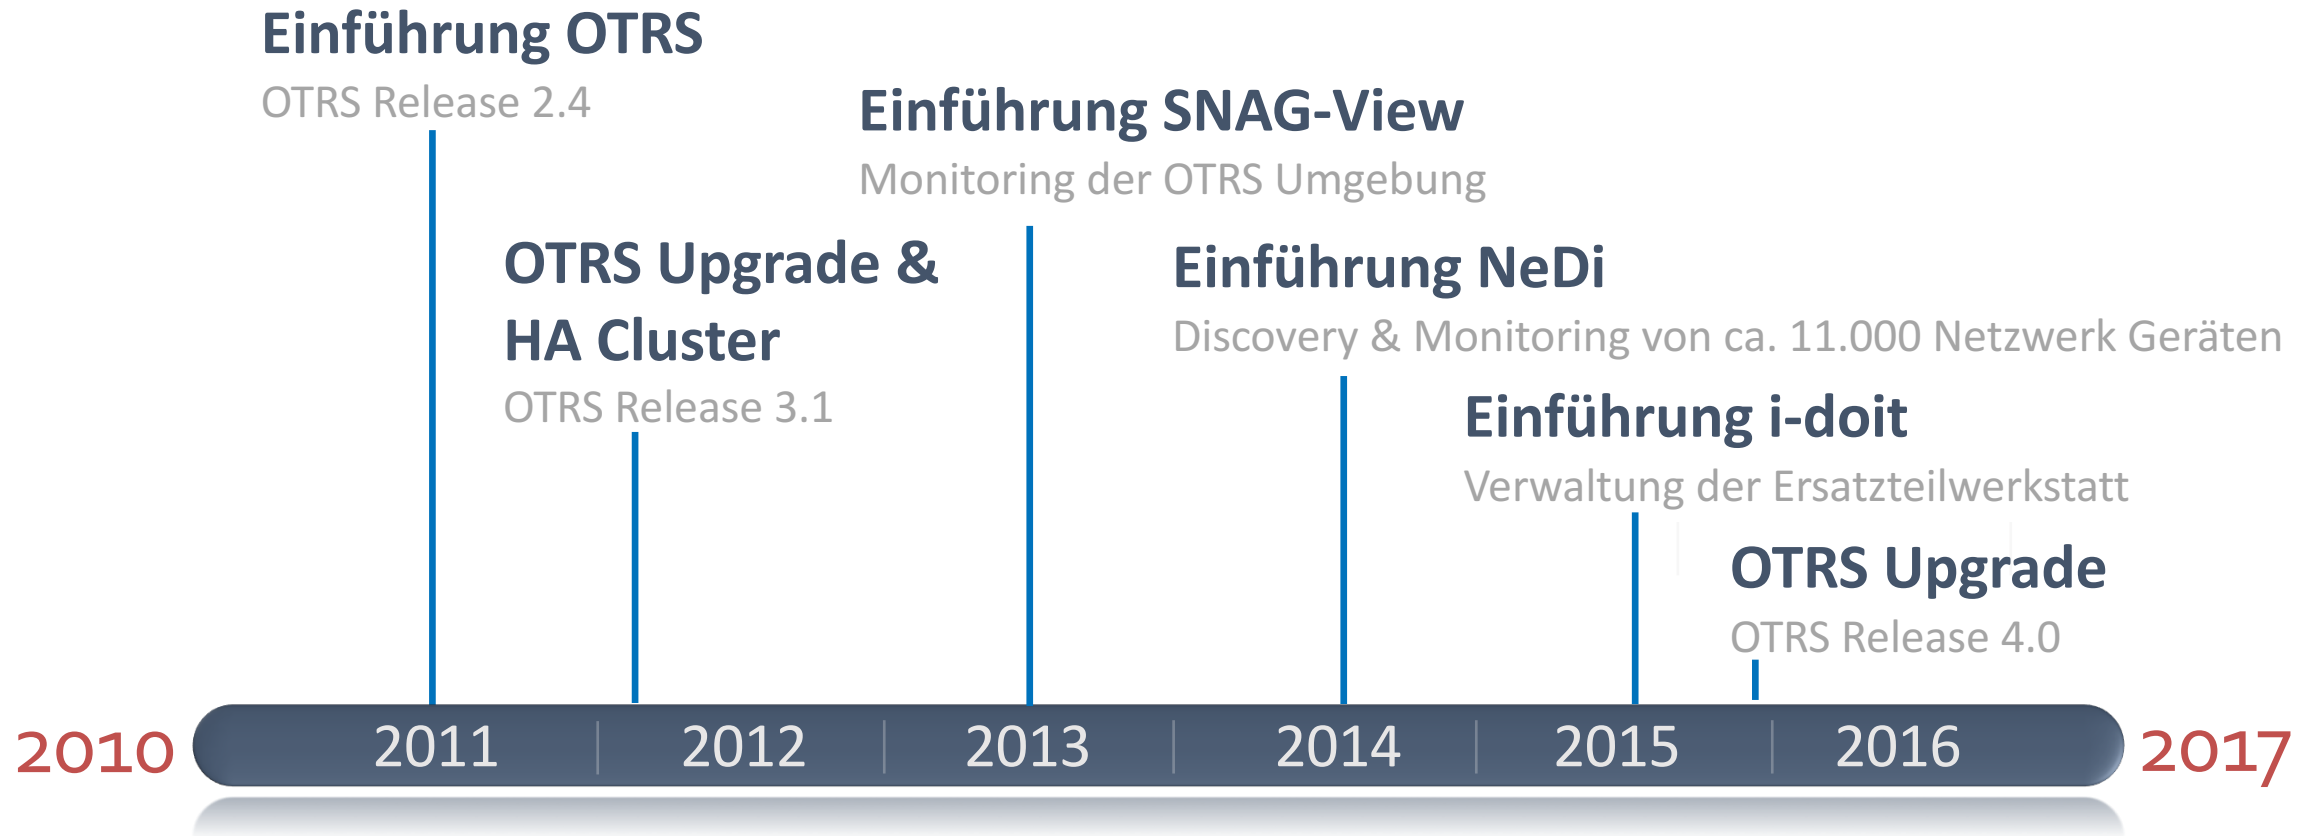 Einführung OTRS
OTRS Release 2.4
Einführung SNAG-View
Monitoring der OTRS Umgebung
OTRS Upgrade &
HA Cluster
OTRS Release 3.1
Einführung NeDi
Discovery & Monitoring von ca. 11.000 Netzwerk Geräten
Einführung i-doit
Verwaltung der Ersatzteilwerkstatt
OTRS Upgrade
OTRS Release 4.0
2010 2011 2012 2013 2014 2015 2016 2017